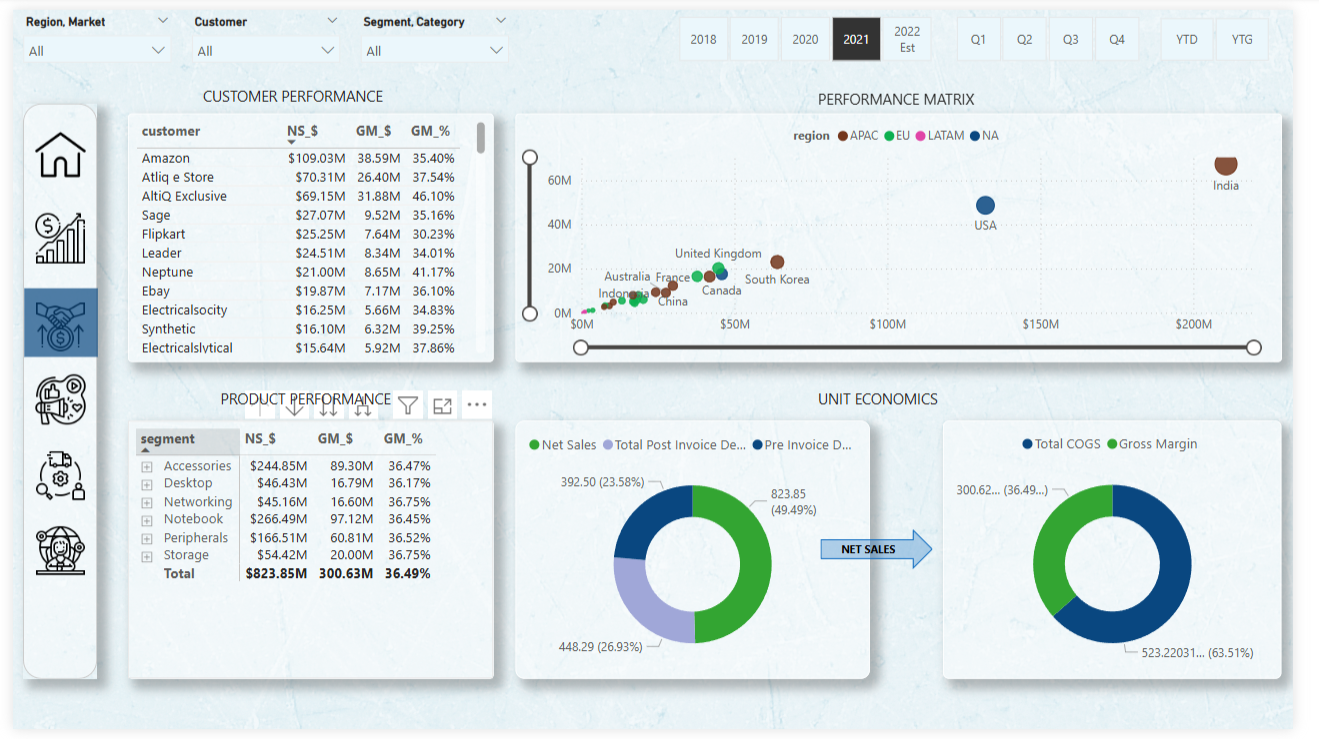 Region, Market Customer Segment, Category
All All All
2018 2019 2020 2021 2022 Est Q1 Q2 Q3 Q4 YTD YTG
CUSTOMER PERFORMANCE
customer NS_$ GM_$ GM_%
Amazon $109.03M 38.59M 35.40%
Atliq e Store $70.31M 26.40M 37.54%
AltiQ Exclusive $69.15M 31.88M 46.10%
Sage $27.07M 9.52M 35.16%
Flipkart $25.25M 7.64M 30.23%
Leader $24.51M 8.34M 34.01%
Neptune $21.00M 8.65M 41.17%
Ebay $19.87M 7.17M 36.10%
Electricalsocity $16.25M 5.66M 34.83%
Synthetic $16.10M 6.32M 39.25%
Electricalslytical $15.64M 5.92M 37.86%
PERFORMANCE MATRIX
region APAC EU LATAM NA
60M
40M
20M
0M
India
USA
United Kingdom
South Korea
Australia France
Canada
Indonesia
China
$0M $50M $100M $150M $200M
PRODUCT PERFORMANCE
segment NS_$ GM_$ GM_%
Accessories $244.85M 89.30M 36.47%
Desktop $46.43M 16.79M 36.17%
Networking $45.16M 16.60M 36.75%
Notebook $266.49M 97.12M 36.45%
Peripherals $166.51M 60.81M 36.52%
Storage $54.42M 20.00M 36.75%
Total $823.85M 300.63M 36.49%
UNIT ECONOMICS
Net Sales Total Post Invoice De... Pre Invoice D...
392.50 (23.58%)
823.85
(49.49%)
448.29 (26.93%)
NET SALES
Total COGS Gross Margin
300.62... (36.49...)
523.22031... (63.51%)